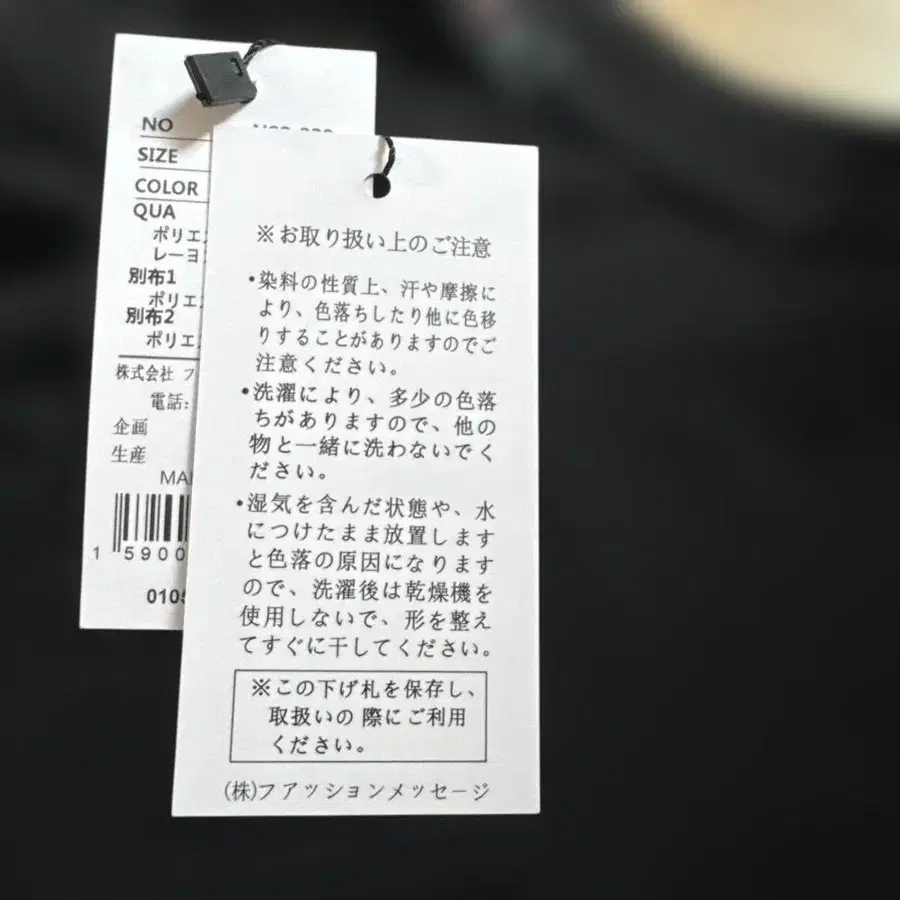 NO
SIZE
COLOR
QUA
ポリエ
レーヨ
別布1
ポリエ
別布2
ポリエ
株式会社 フ
電話:
企画
生産
MA
1 5900
0105
※お取り扱い上のご注意
・染料の性質上、汗や摩擦に
より、色落ちしたり他に色移
りすることがありますのでご
注意ください。
・洗濯により、多少の色落
ちがありますので、他の
物と一緒に洗わないでく
ださい。
・湿気を含んだ状態や、水
につけたまま放置します
と色落の原因になります
ので、洗濯後は乾燥機を
使用しないで、形を整え
てすぐに干してください。
※この下げ札を保存し、
取扱いの 際にご利用
ください。
(株)フアッションメッセージ